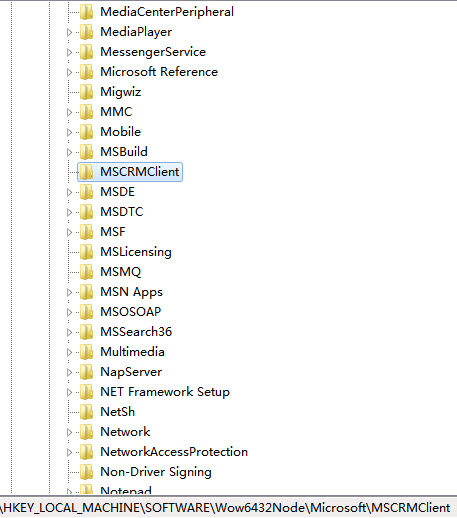 MediaCenterPeripheral
MediaPlayer
MessengerService
Microsoft Reference
Migwiz
MMC
Mobile
MSBuild
MSCRMClient
MSDE
MSDTC
MSF
MSLicensing
MSMQ
MSN Apps
MSOSOAP
MSSearch36
Multimedia
NapServer
NET Framework Setup
NetSh
Network
NetworkAccessProtection
Non-Driver Signing
Notepad
\HKEY_LOCAL_MACHINE\SOFTWARE\Wow6432Node\Microsoft\MSCRMClient